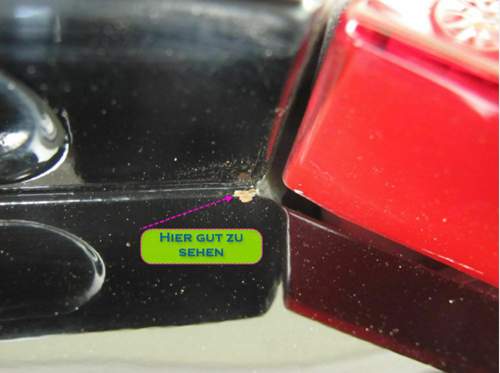 Hier gut zu
sehen